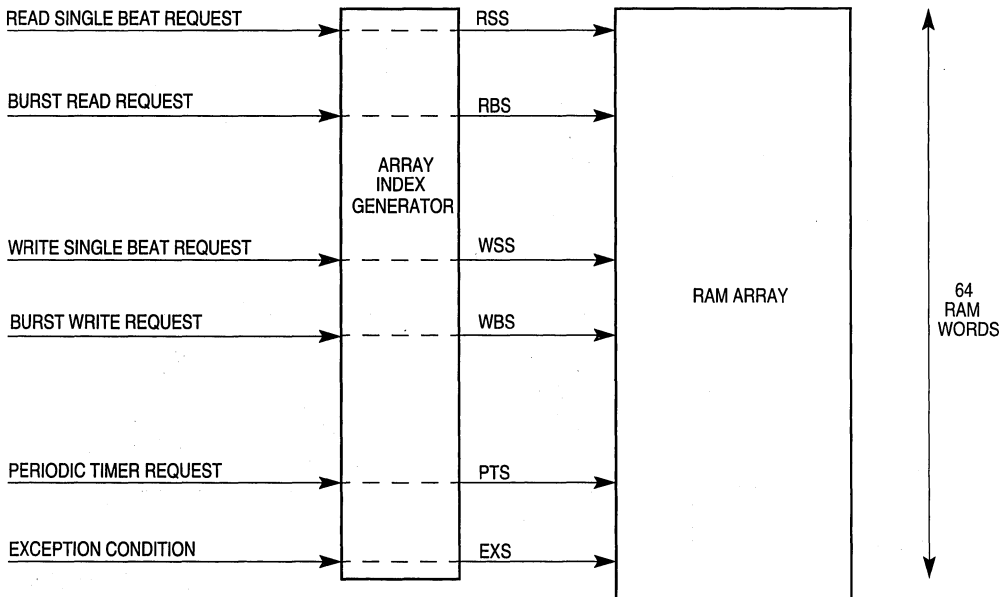 READ SINGLE BEAT REQUEST
RSS
BURST READ REQUEST
RBS
ARRAY
INDEX
GENERATOR
WRITE SINGLE BEAT REQUEST
WSS
RAM ARRAY
64
RAM
WORDS
BURST WRITE REQUEST
WBS
PERIODIC TIMER REQUEST
PTS
EXCEPTION CONDITION
EXS